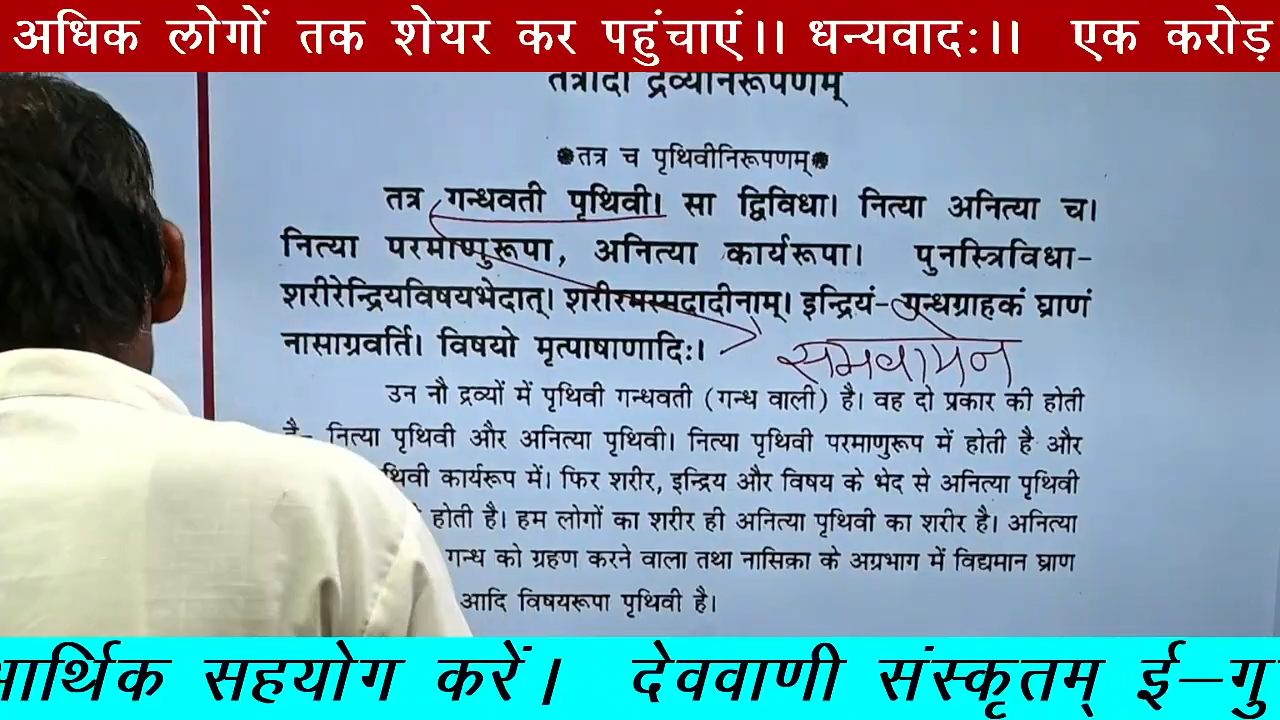 अधिक लोगों तक शेयर कर पहुंचाएं।। धन्यवादः।। एक करोड़
तत्रादौ द्रव्यनिरूपणम्
तत्र च पृथिवीनिरूपणम्
तत्र गन्धवती पृथिवी। सा द्विविधा। नित्या अनित्या च।
नित्या परमाणुरूपा, अनित्या कार्यरूपा। पुनस्त्रिविधा-
शरीरेन्द्रियविषयभेदात्। शरीरमस्मदादीनाम्। इन्द्रियं-गन्धग्राहकं घ्राणं
नासाग्रवर्ति। विषयो मृत्पाषाणादिः।
उन नौ द्रव्यों में पृथिवी गन्धवती (गन्ध वाली) है। वह दो प्रकार की होती
है- नित्या पृथिवी और अनित्या पृथिवी। नित्या पृथिवी परमाणुरूप में होती है और
थिवी कार्यरूप में। फिर शरीर, इन्द्रिय और विषय के भेद से अनित्या पृथिवी
होती है। हम लोगों का शरीर ही अनित्या पृथिवी का शरीर है। अनित्या
गन्ध को ग्रहण करने वाला तथा नासिका के अग्रभाग में विद्यमान घ्राण
आदि विषयरूपा पृथिवी है।
आर्थिक सहयोग करें। देववाणी संस्कृतम् ई-गु